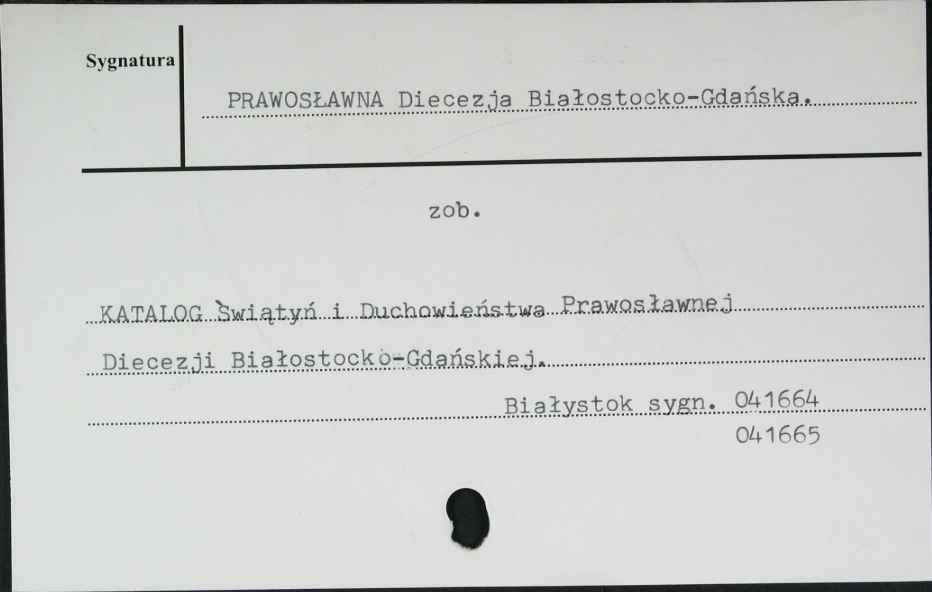 Sygnatura
PRAWOSŁAWNA Diecezja Białostocko-Gdańska.
zob.
KATALOG Świątyń i Duchowieństwa Prawosławnej
Diecezji Białostocko-Gdańskiej.
Białystok sygn. 041664
041665